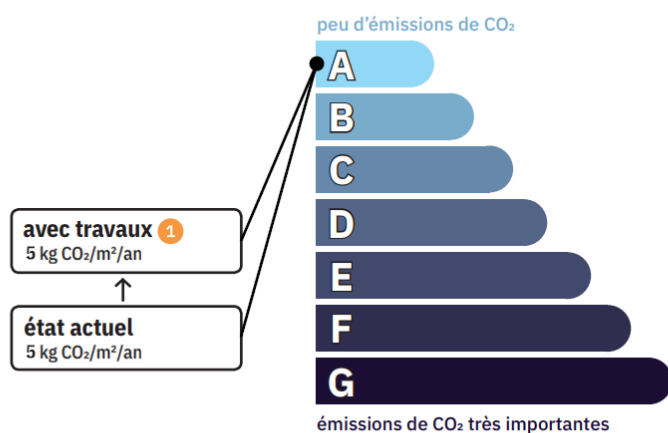 peu d'émissions de CO₂
A
B
C
avec travaux 1
5 kg CO₂/m²/an
D
E
état actuel
5 kg CO₂/m²/an
F
G
émissions de CO₂ très importantes